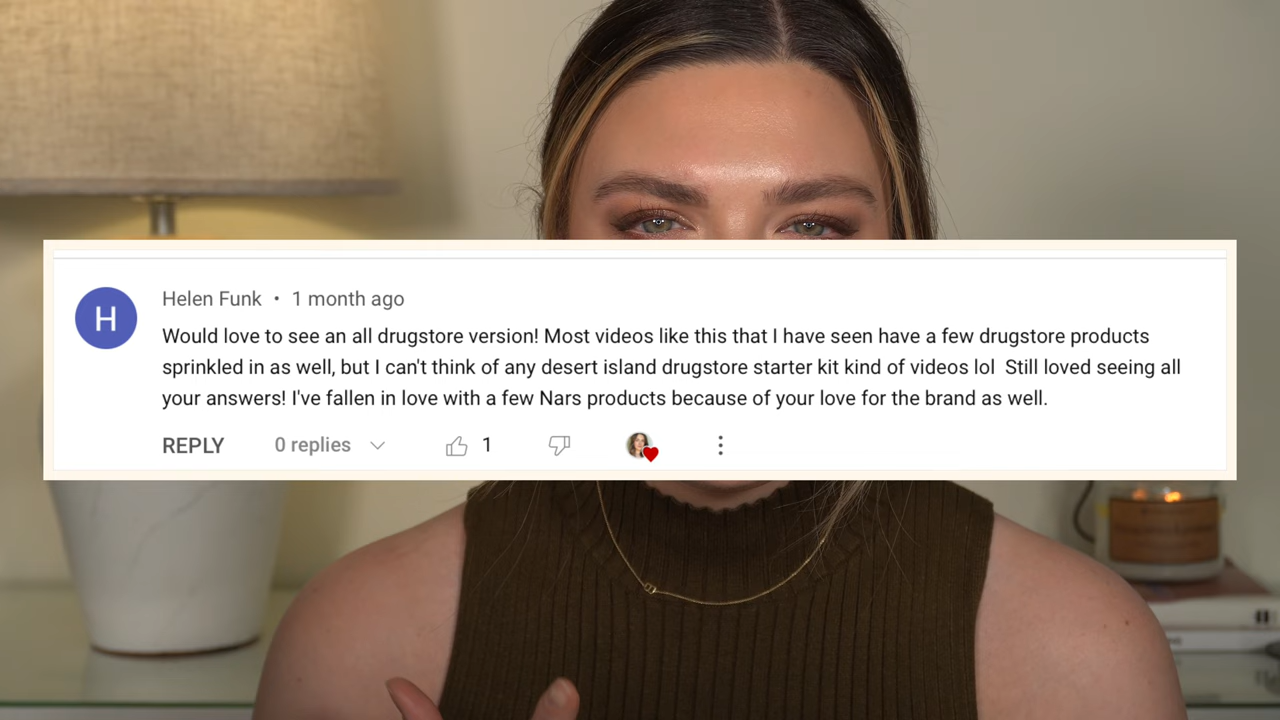 H
Helen Funk • 1 month ago
Would love to see an all drugstore version! Most videos like this that I have seen have a few drugstore products
sprinkled in as well, but I can't think of any desert island drugstore starter kit kind of videos lol  Still loved seeing all
your answers! I've fallen in love with a few Nars products because of your love for the brand as well.
REPLY 0 replies 1